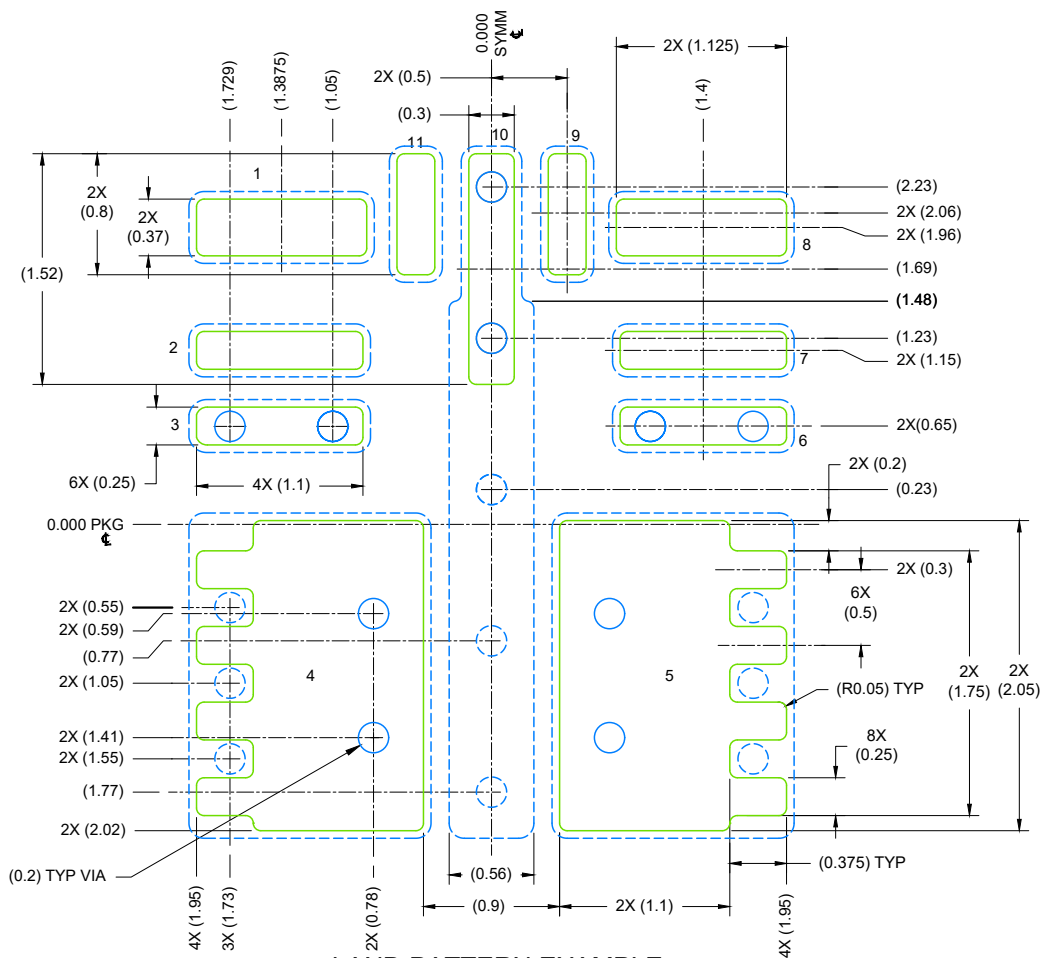 0.000
SYMM
℄
2X (0.5)
2X (1.125)
(1.729)
(1.3875)
(1.05)
(0.3)
(1.4)
11
10
9
1
2X
(0.8)
2X
(0.37)
(1.52)
(2.23)
2X (2.06)
2X (1.96)
8
(1.69)
(1.48)
(1.23)
2X (1.15)
2
7
3
6
2X(0.65)
6X (0.25)
4X (1.1)
2X (0.2)
(0.23)
0.000 PKG
℄
2X (0.3)
6X
(0.5)
2X (0.55)
2X (0.59)
(0.77)
2X (1.05)
4
5
2X
(1.75)
2X
(2.05)
(R0.05) TYP
2X (1.41)
2X (1.55)
(1.77)
8X
(0.25)
2X (2.02)
(0.2) TYP VIA
(0.56)
(0.375) TYP
(0.9)
2X (1.1)
4X (1.95)
3X (1.73)
2X (0.78)
4X (1.95)
LAND PATTERN EXAMPLE